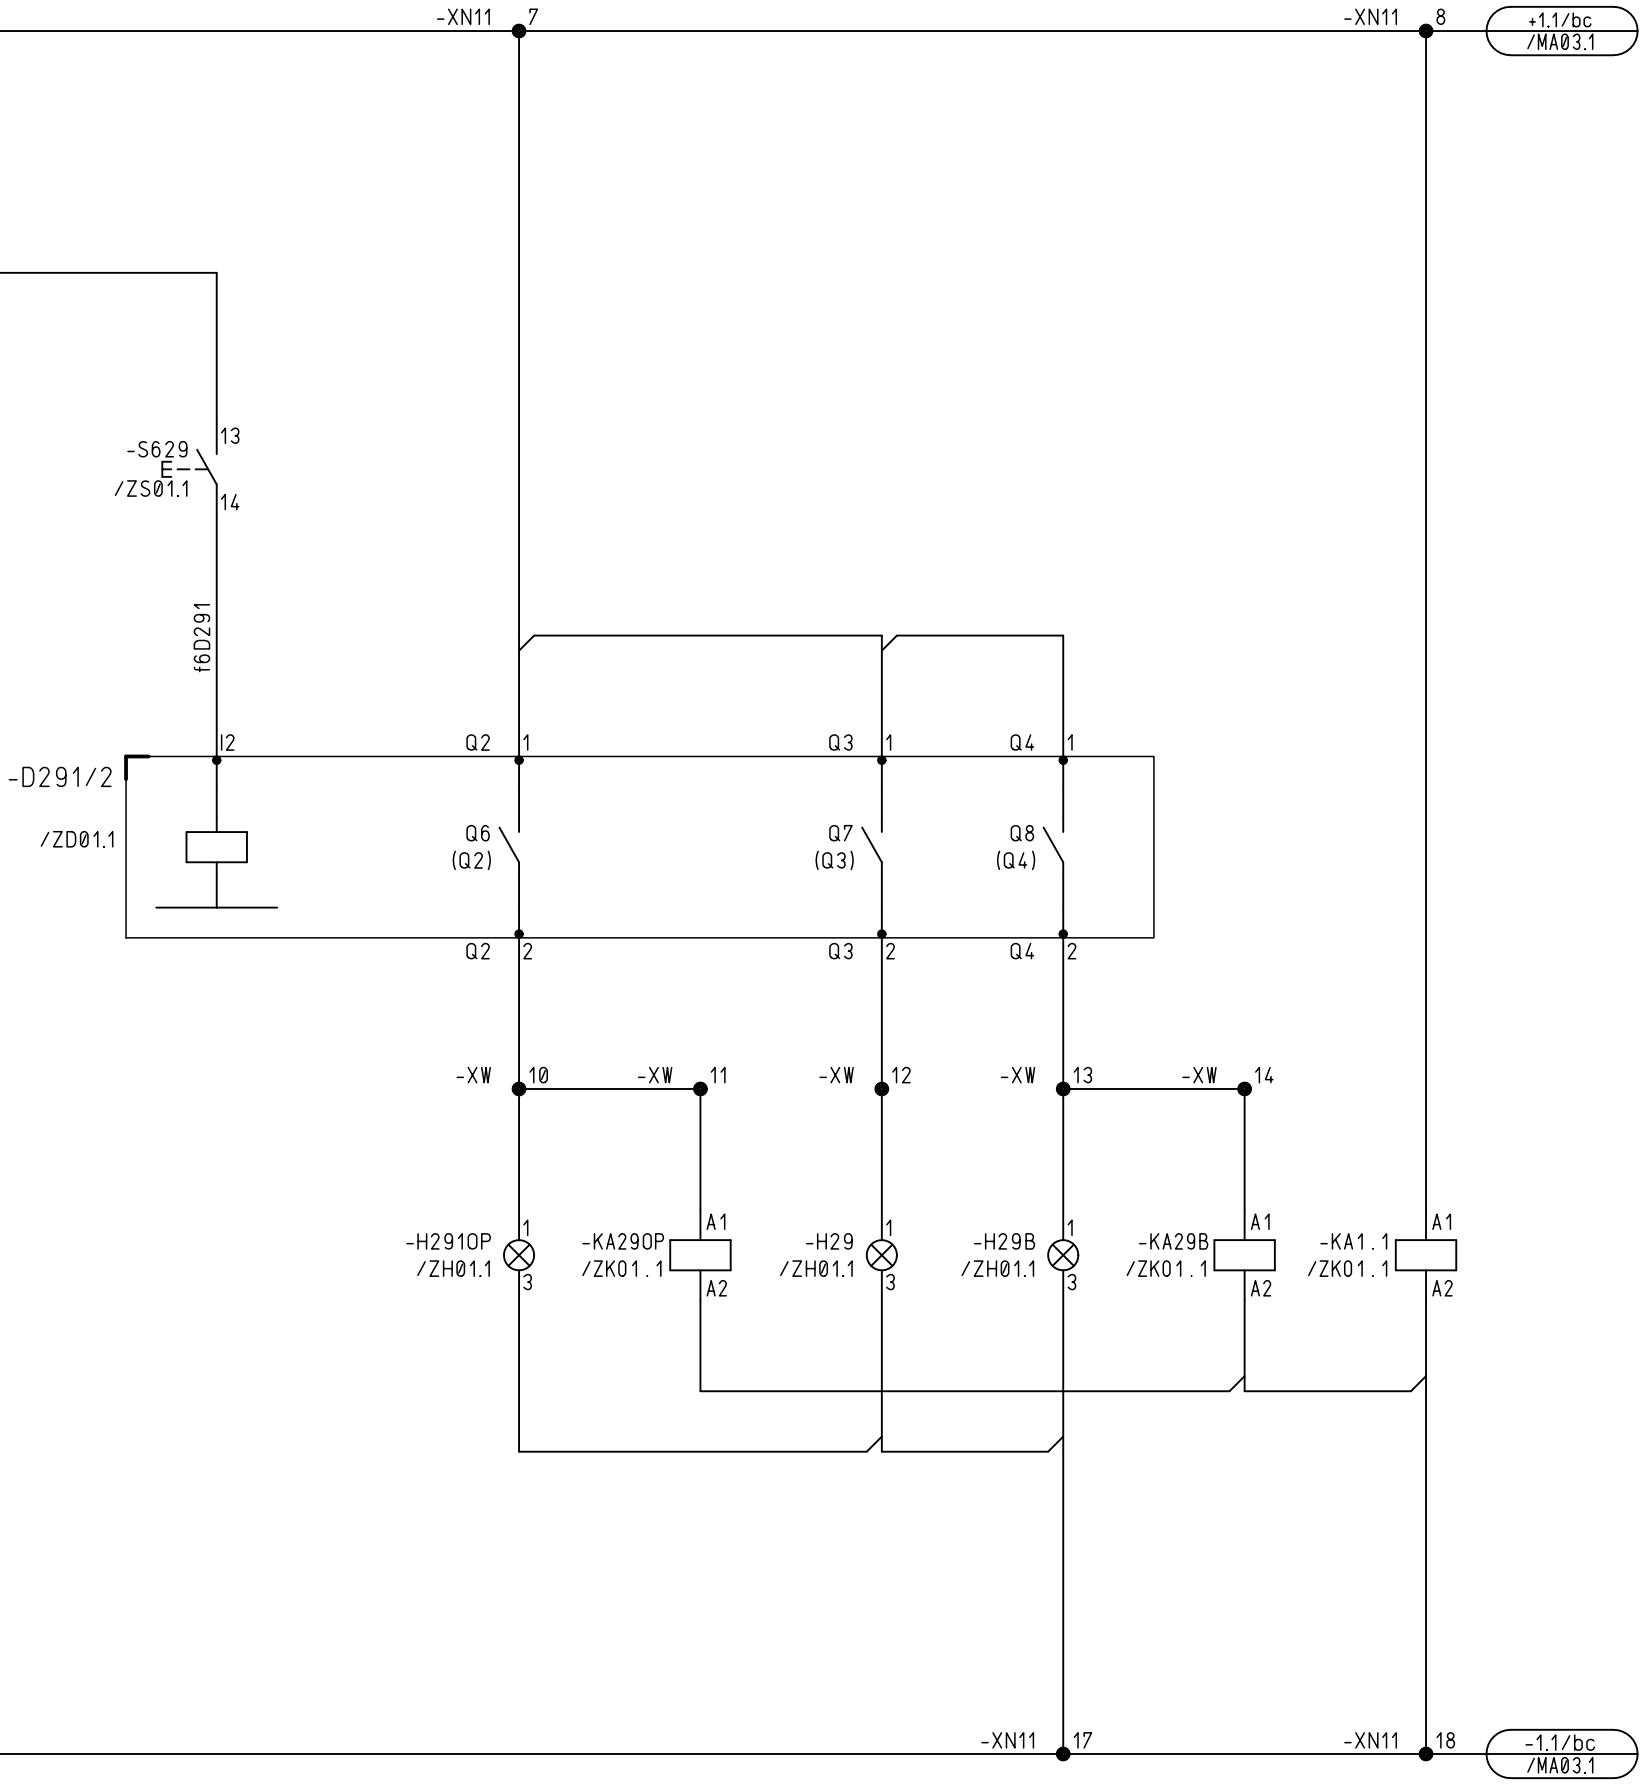 -XN11 7
-XN11 8
+1.1/bc
/MA03.1
13
-S629
E
/ZS01.1
14
f6D291
I2
Q2 1
Q3 1
Q4 1
-D291/2
/ZD01.1
Q6
(Q2)
Q7
(Q3)
Q8
(Q4)
Q2 2
Q3 2
Q4 2
-XW 10
-XW 11
-XW 12
-XW 13
-XW 14
1
-H291OP
/ZH01.1
3
A1
-KA29OP
/ZK01.1
A2
1
-H29
/ZH01.1
3
1
-H29B
/ZH01.1
3
A1
-KA29B
/ZK01.1
A2
A1
-KA1.1
/ZK01.1
A2
-XN11 17
-XN11 18
-1.1/bc
/MA03.1